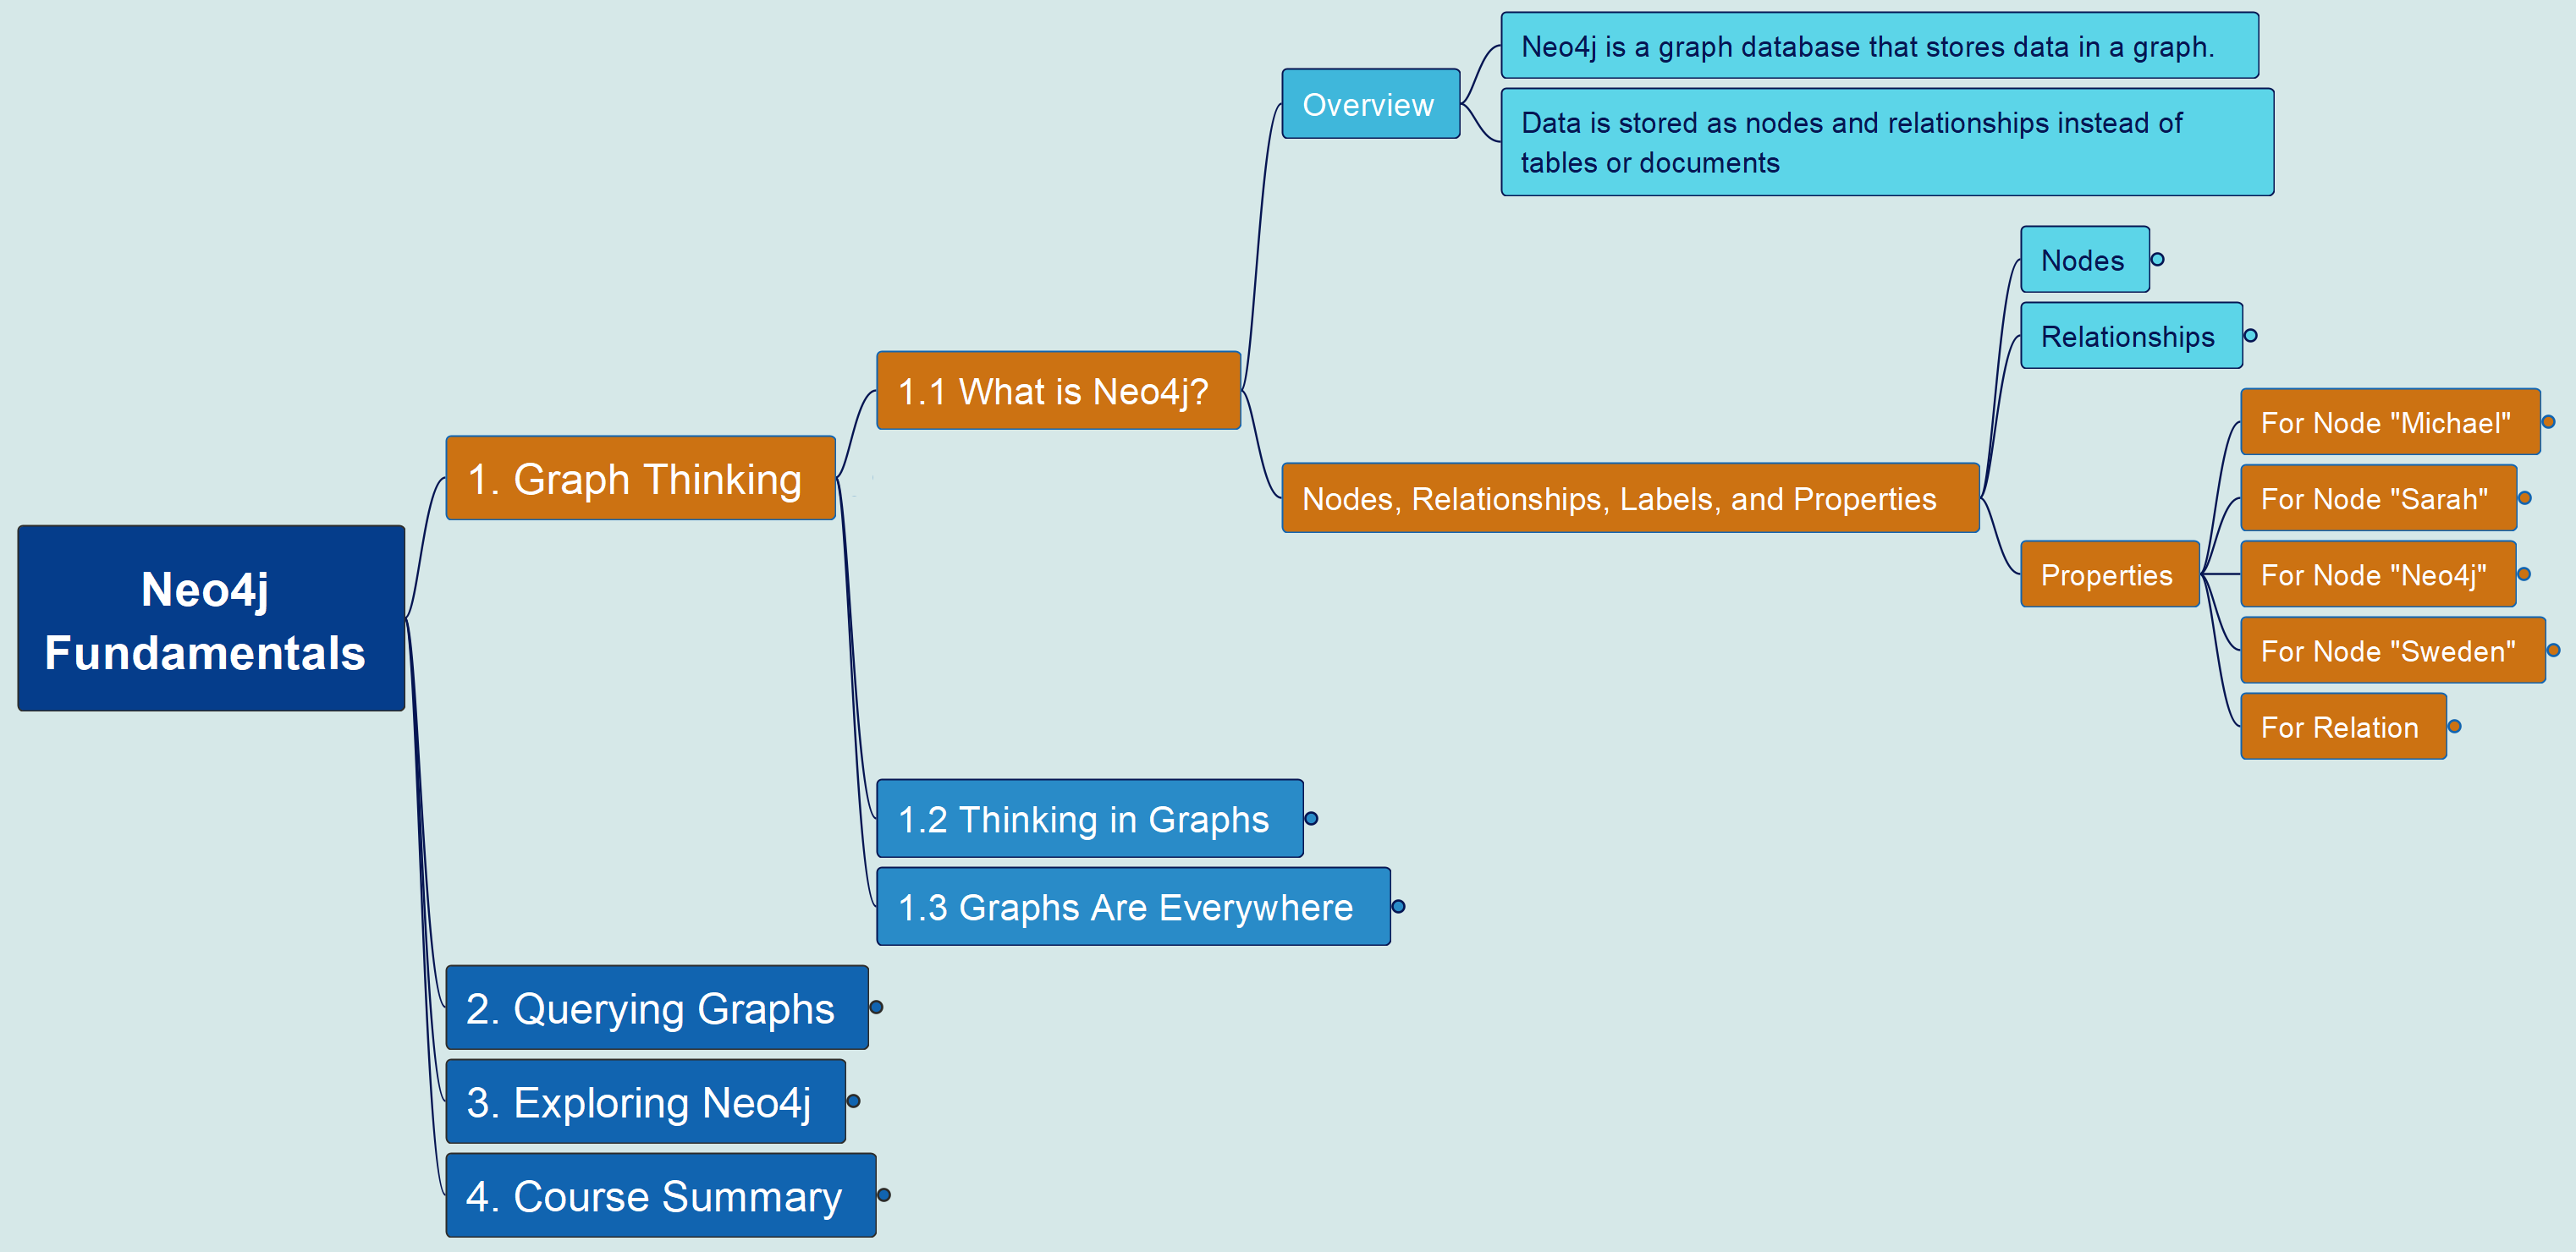 Neo4j
Fundamentals
1. Graph Thinking
1.1 What is Neo4j?
Overview
Neo4j is a graph database that stores data in a graph.
Data is stored as nodes and relationships instead of
tables or documents
Nodes, Relationships, Labels, and Properties
Nodes
Relationships
Properties
For Node "Michael"
For Node "Sarah"
For Node "Neo4j"
For Node "Sweden"
For Relation
1.2 Thinking in Graphs
1.3 Graphs Are Everywhere
2. Querying Graphs
3. Exploring Neo4j
4. Course Summary